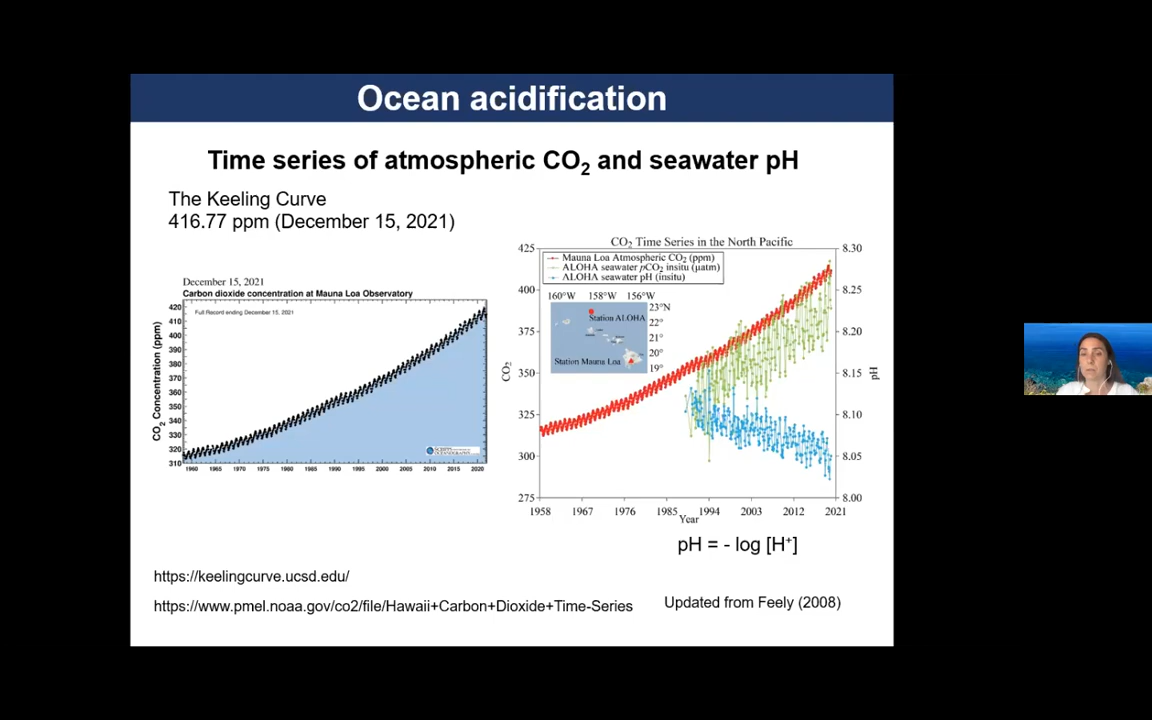 Ocean acidification
Time series of atmospheric CO₂ and seawater pH
The Keeling Curve
416.77 ppm (December 15, 2021)
December 15, 2021
Carbon dioxide concentration at Mauna Loa Observatory
Full Record ending December 15, 2021
CO₂ Concentration (ppm)
420
410
400
390
380
370
360
350
340
330
320
310
1960 1965 1970 1975 1980 1985 1990 1995 2000 2005 2010 2015 2020
CO₂ Time Series in the North Pacific
Mauna Loa Atmospheric CO₂ (ppm)
ALOHA seawater pCO₂ insitu (µatm)
ALOHA seawater pH (insitu)
160°W 158°W 156°W
23°N
22°
21°
20°
19°
Station ALOHA
Station Mauna Loa
CO₂
425
400
375
350
325
300
275
8.30
8.25
8.20
8.15
8.10
8.05
8.00
pH
1958 1967 1976 1985 1994 2003 2012 2021
Year
pH = - log [H⁺]
https://keelingcurve.ucsd.edu/
https://www.pmel.noaa.gov/co2/file/Hawaii+Carbon+Dioxide+Time-Series
Updated from Feely (2008)